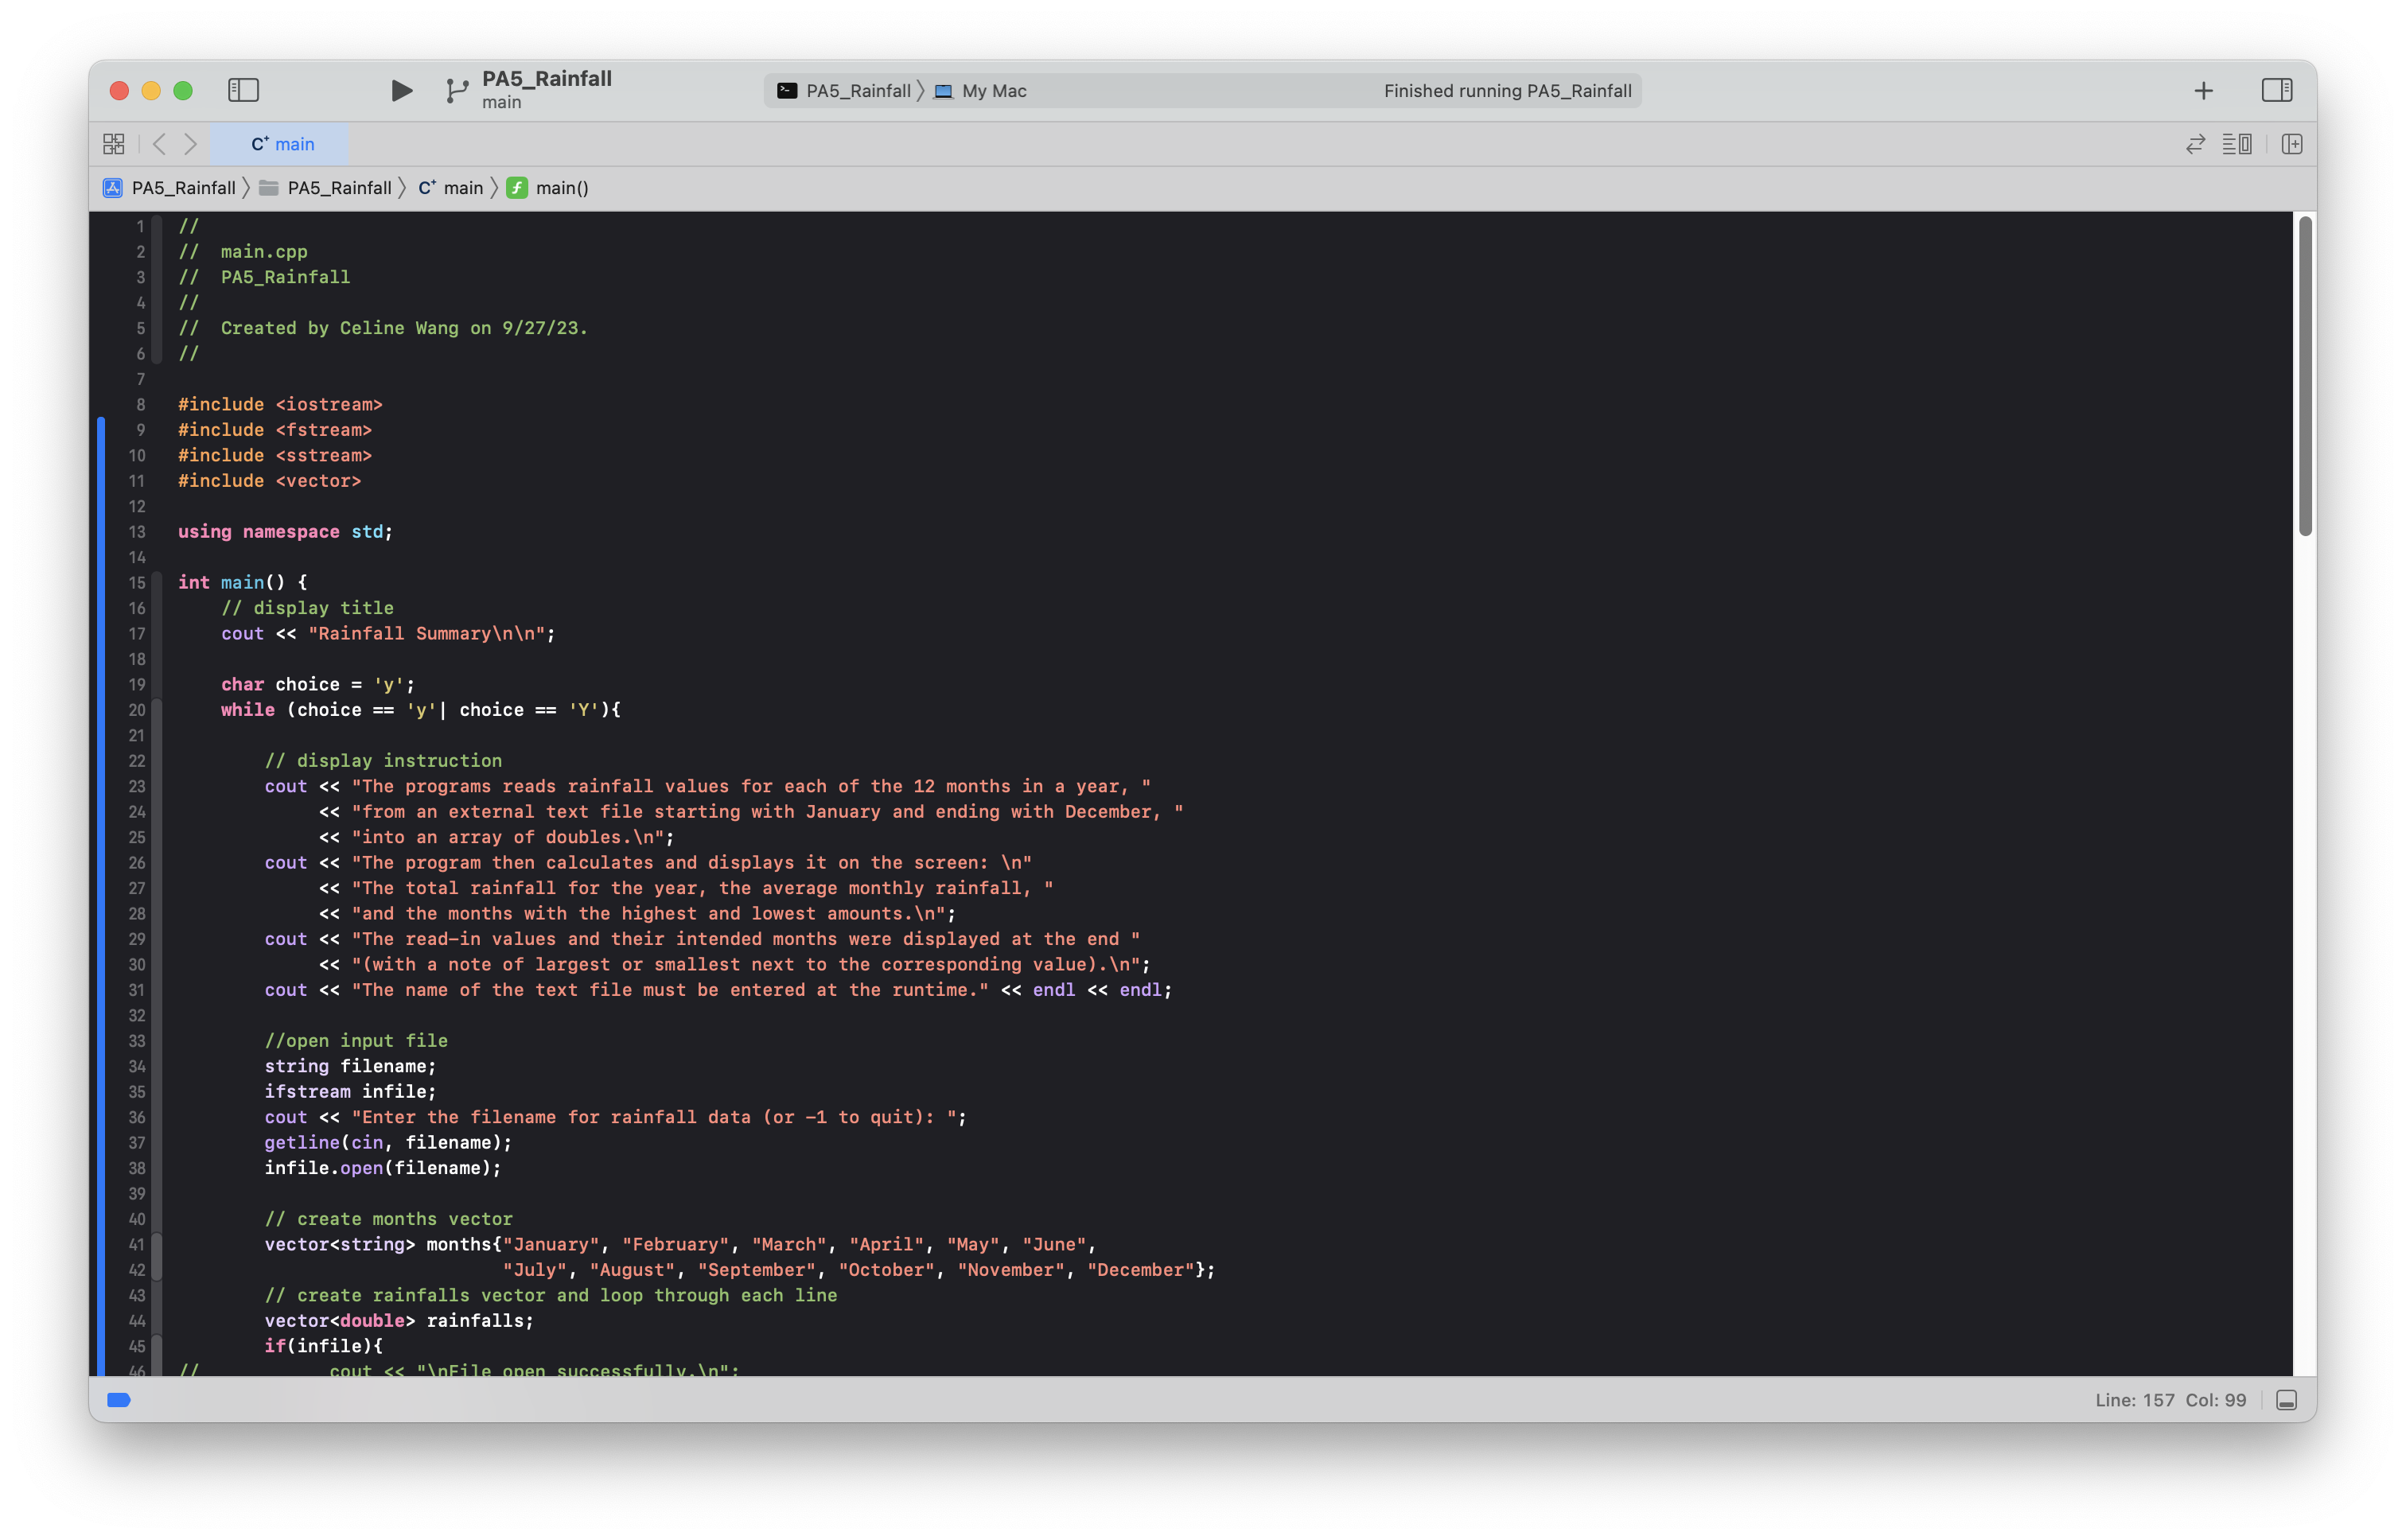 PA5_Rainfall
main
PA5_Rainfall
My Mac
Finished running PA5_Rainfall
C+ main
PA5_Rainfall
PA5_Rainfall
C+ main
f main()
1 //
2 //  main.cpp
3 //  PA5_Rainfall
4 //
5 //  Created by Celine Wang on 9/27/23.
6 //
7
8 #include <iostream>
9 #include <fstream>
10 #include <sstream>
11 #include <vector>
12
13 using namespace std;
14
15 int main() {
16     // display title
17     cout << "Rainfall Summary\n\n";
18
19     char choice = 'y';
20     while (choice == 'y'| choice == 'Y'){
21
22         // display instruction
23         cout << "The programs reads rainfall values for each of the 12 months in a year, "
24              << "from an external text file starting with January and ending with December, "
25              << "into an array of doubles.\n";
26         cout << "The program then calculates and displays it on the screen: \n"
27              << "The total rainfall for the year, the average monthly rainfall, "
28              << "and the months with the highest and lowest amounts.\n";
29         cout << "The read-in values and their intended months were displayed at the end "
30              << "(with a note of largest or smallest next to the corresponding value).\n";
31         cout << "The name of the text file must be entered at the runtime." << endl << endl;
32
33         //open input file
34         string filename;
35         ifstream infile;
36         cout << "Enter the filename for rainfall data (or -1 to quit): ";
37         getline(cin, filename);
38         infile.open(filename);
39
40         // create months vector
41         vector<string> months{"January", "February", "March", "April", "May", "June",
42                               "July", "August", "September", "October", "November", "December"};
43         // create rainfalls vector and loop through each line
44         vector<double> rainfalls;
45         if(infile){
46 //            cout << "\nFile open successfully.\n";
Line: 157  Col: 99